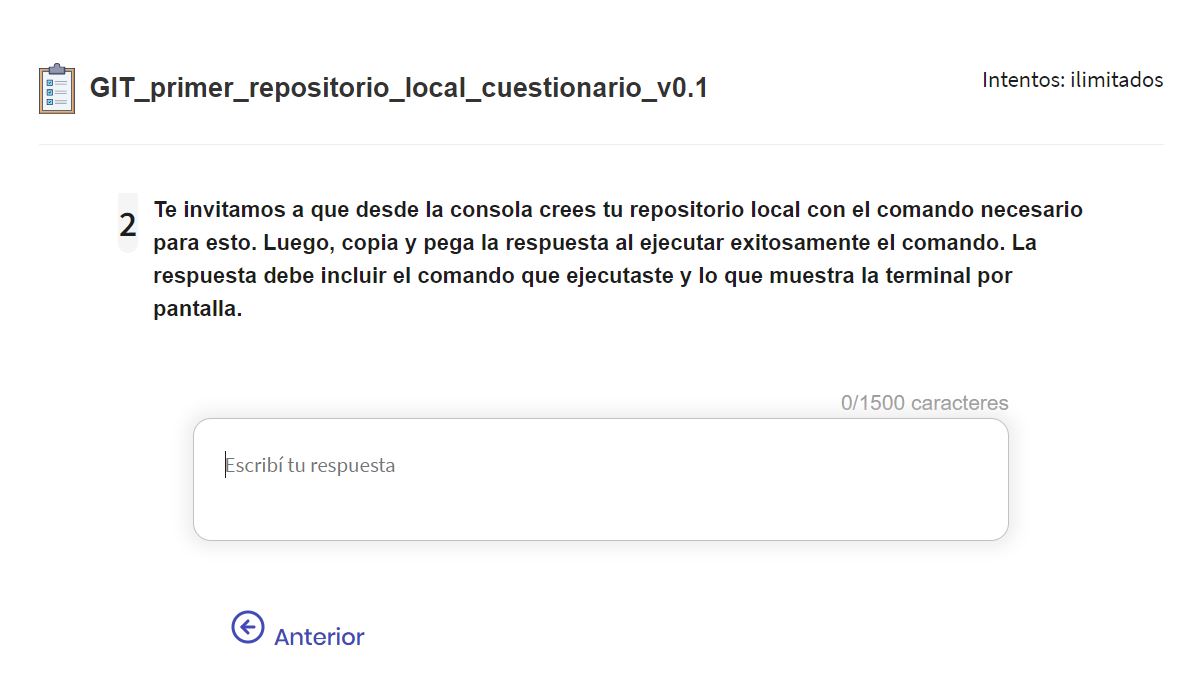 GIT_primer_repositorio_local_cuestionario_v0.1
Intentos: ilimitados
2
Te invitamos a que desde la consola crees tu repositorio local con el comando necesario
para esto. Luego, copia y pega la respuesta al ejecutar exitosamente el comando. La
respuesta debe incluir el comando que ejecutaste y lo que muestra la terminal por
pantalla.
0/1500 caracteres
Escribí tu respuesta
Anterior